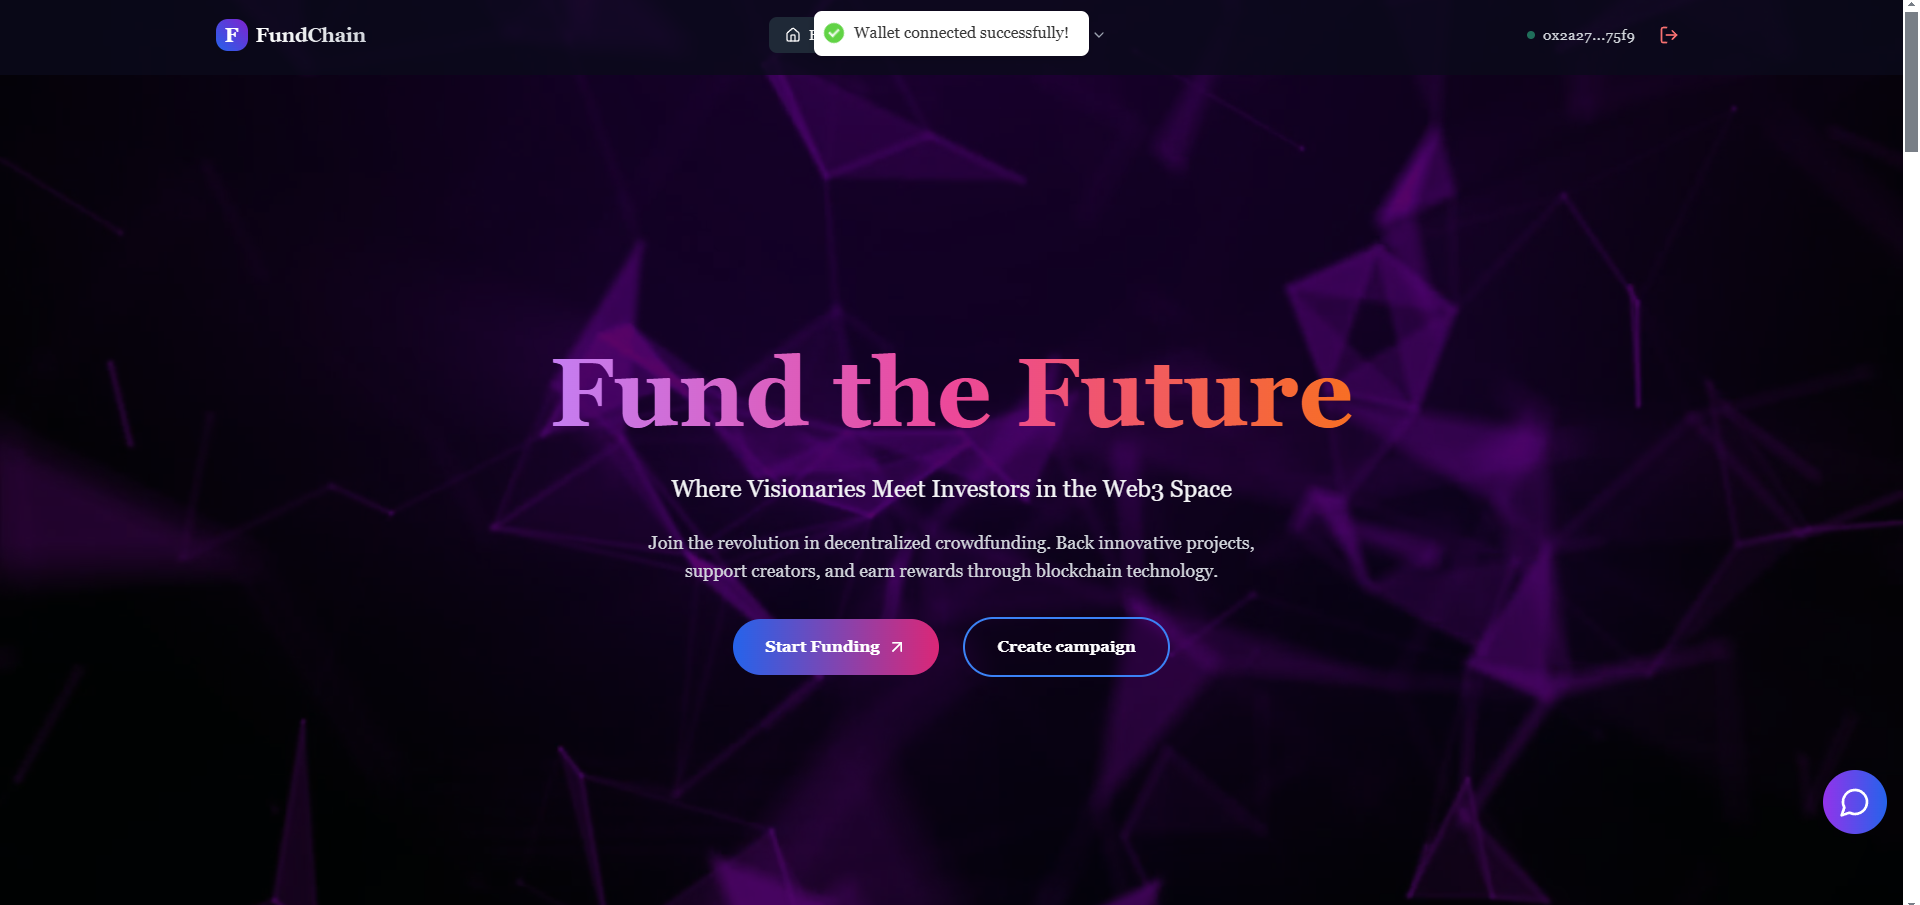 F FundChain
Wallet connected successfully!
0x2a27...75f9
Fund the Future
Where Visionaries Meet Investors in the Web3 Space
Join the revolution in decentralized crowdfunding. Back innovative projects,
support creators, and earn rewards through blockchain technology.
Start Funding
Create campaign